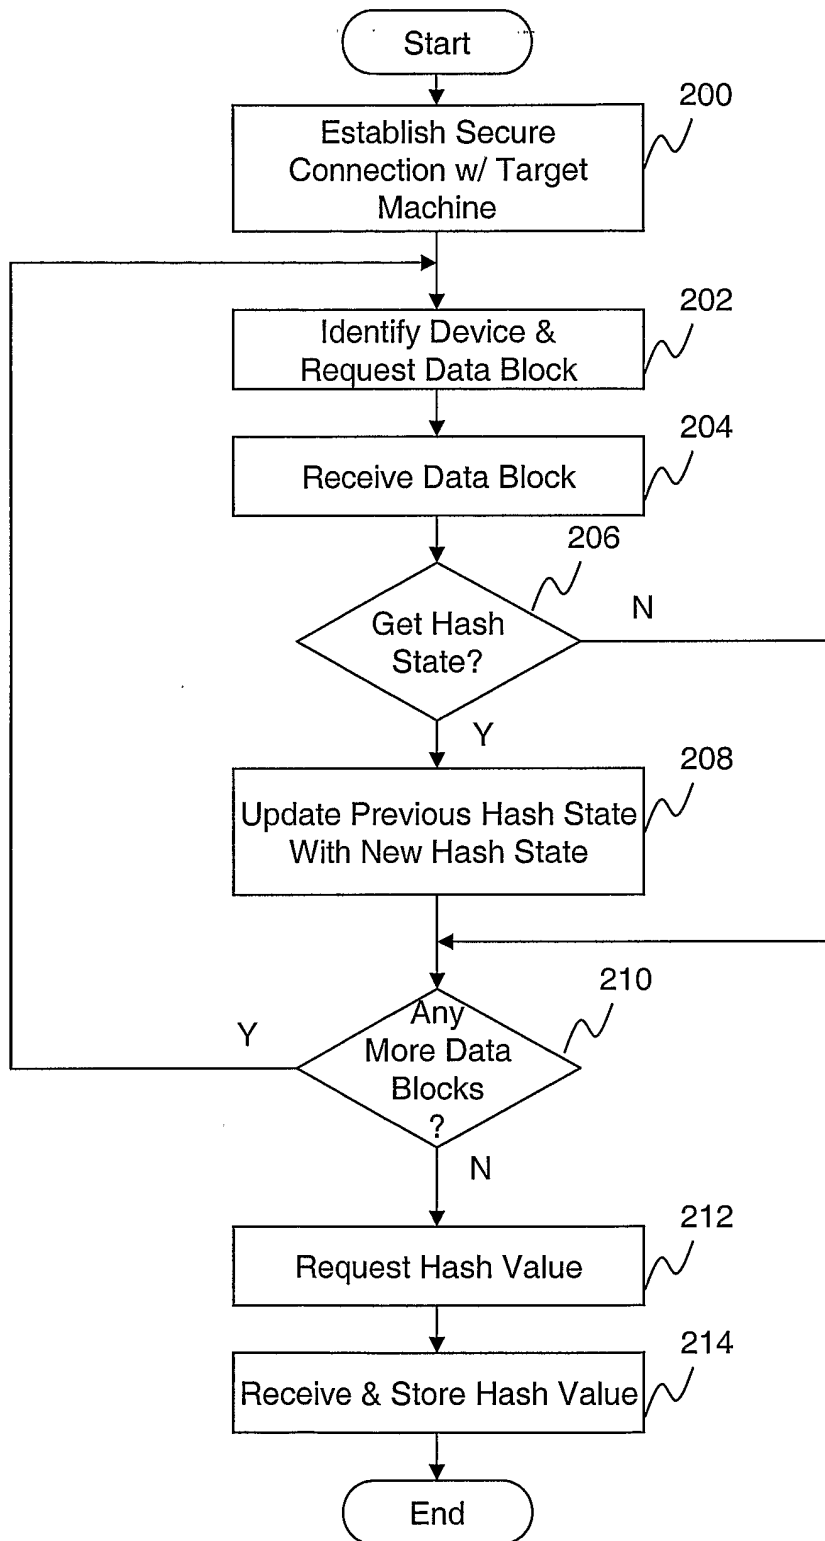 Start
200
Establish Secure
Connection w/ Target
Machine
202
Identify Device &
Request Data Block
204
Receive Data Block
206
Get Hash
State?
N
Y
208
Update Previous Hash State
With New Hash State
210
Any
More Data
Blocks
?
Y
N
212
Request Hash Value
214
Receive & Store Hash Value
End